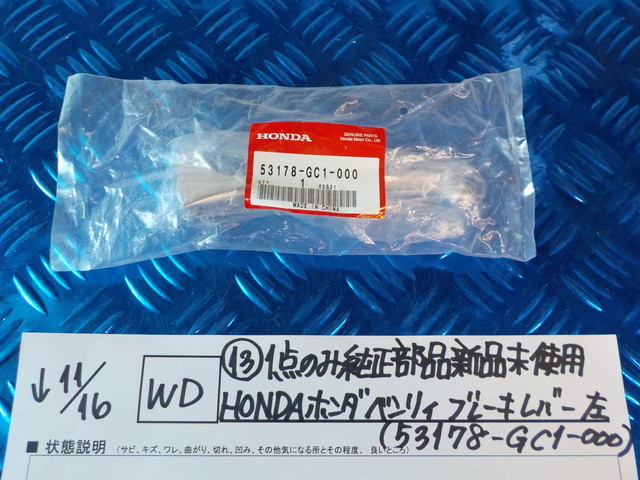 HONDA
GENUINE PARTS
Honda Motor Co., Ltd.
53178-GC1-000
QTY 1 X5521
MADE IN CHINA
↓11/16
WD
⑬1点のみ純正部品新品未使用
HONDAホンダベンリィブレーキレバー左
(53178-GC1-000)
■ 状態説明 (サビ、キズ、ワレ、曲がり、切れ、凹み、その他気になる所とその程度、良いところ)